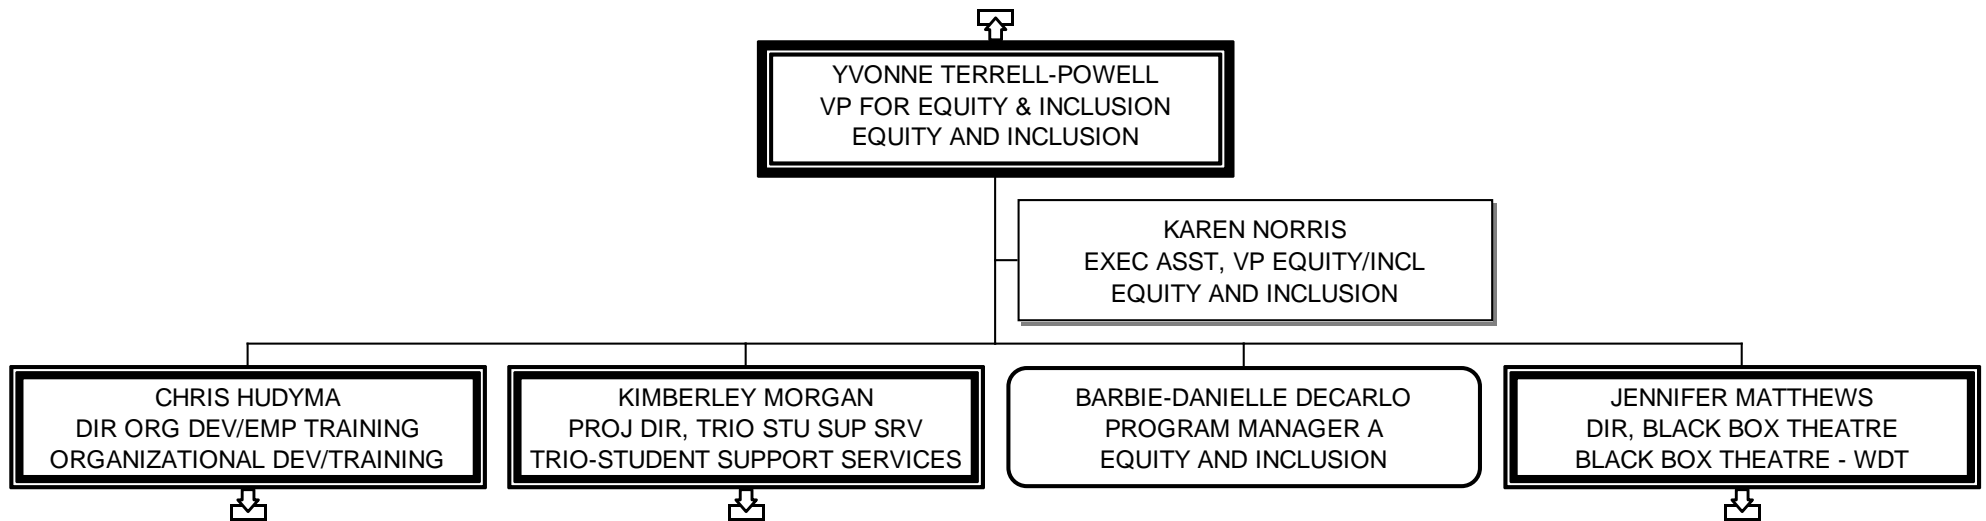 YVONNE TERRELL-POWELL
VP FOR EQUITY & INCLUSION
EQUITY AND INCLUSION
KAREN NORRIS
EXEC ASST, VP EQUITY/INCL
EQUITY AND INCLUSION
CHRIS HUDYMA
DIR ORG DEV/EMP TRAINING
ORGANIZATIONAL DEV/TRAINING
KIMBERLEY MORGAN
PROJ DIR, TRIO STU SUP SRV
TRIO-STUDENT SUPPORT SERVICES
BARBIE-DANIELLE DECARLO
PROGRAM MANAGER A
EQUITY AND INCLUSION
JENNIFER MATTHEWS
DIR, BLACK BOX THEATRE
BLACK BOX THEATRE - WDT